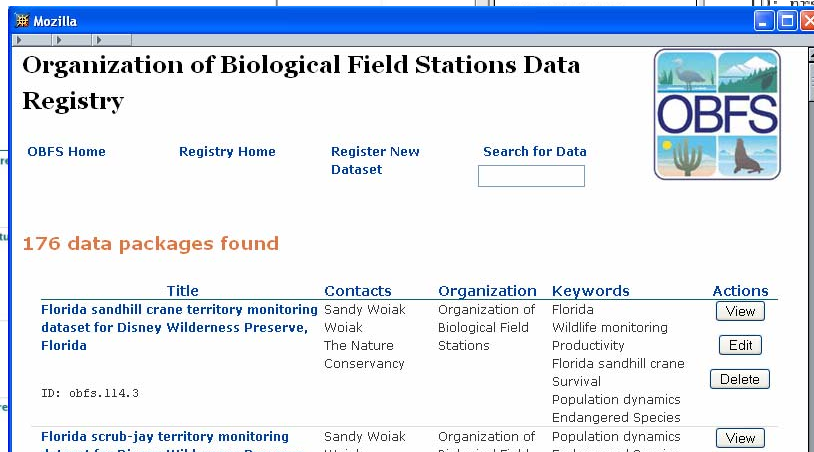 Mozilla
Organization of Biological Field Stations Data
Registry
OBFS
OBFS Home
Registry Home
Register New
Dataset
Search for Data
176 data packages found
Title
Contacts
Organization
Keywords
Actions
Florida sandhill crane territory monitoring
dataset for Disney Wilderness Preserve,
Florida
ID: obfs.114.3
Sandy Woiak
Woiak
The Nature
Conservancy
Organization of
Biological Field
Stations
Florida
Wildlife monitoring
Productivity
Florida sandhill crane
Survival
Population dynamics
Endangered Species
View
Edit
Delete
Florida scrub-jay territory monitoring
Sandy Woiak
Organization of
Population dynamics
View